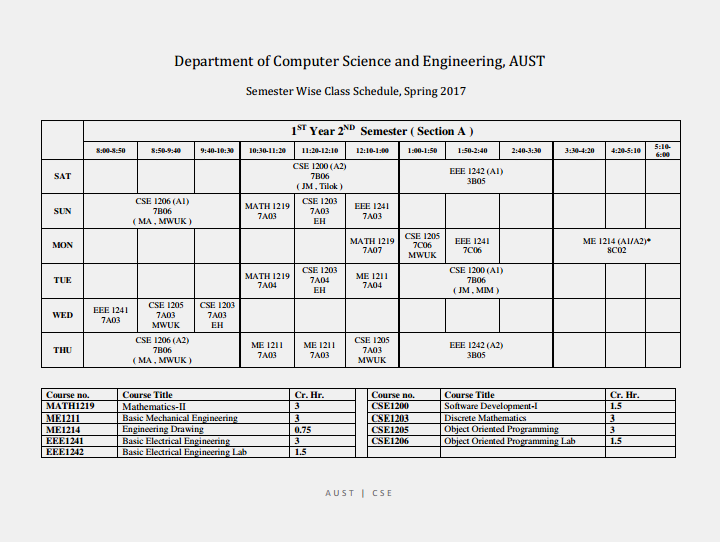 Department of Computer Science and Engineering, AUST
Semester Wise Class Schedule, Spring 2017
1ST Year 2ND Semester ( Section A )
8:00-8:50 8:50-9:40 9:40-10:30 10:30-11:20 11:20-12:10 12:10-1:00 1:00-1:50 1:50-2:40 2:40-3:30 3:30-4:20 4:20-5:10 5:10-
6:00
SAT
CSE 1200 (A2)
7B06
( JM , Tilok )
EEE 1242 (A1)
3B05
SUN
CSE 1206 (A1)
7B06
( MA , MWUK )
MATH 1219
7A03
CSE 1203
7A03
EH
EEE 1241
7A03
MON
MATH 1219
7A07
CSE 1205
7C06
MWUK
EEE 1241
7C06
ME 1214 (A1/A2)*
8C02
TUE
MATH 1219
7A04
CSE 1203
7A04
EH
ME 1211
7A04
CSE 1200 (A1)
7B06
( JM , MIM )
WED
EEE 1241
7A03
CSE 1205
7A03
MWUK
CSE 1203
7A03
EH
THU
CSE 1206 (A2)
7B06
( MA , MWUK )
ME 1211
7A03
ME 1211
7A03
CSE 1205
7A03
MWUK
EEE 1242 (A2)
3B05
Course no. Course Title Cr. Hr. Course no. Course Title Cr. Hr.
MATH1219 Mathematics-II 3 CSE1200 Software Development-I 1.5
ME1211 Basic Mechanical Engineering 3 CSE1203 Discrete Mathematics 3
ME1214 Engineering Drawing 0.75 CSE1205 Object Oriented Programming 3
EEE1241 Basic Electrical Engineering 3 CSE1206 Object Oriented Programming Lab 1.5
EEE1242 Basic Electrical Engineering Lab 1.5
AUST | CSE